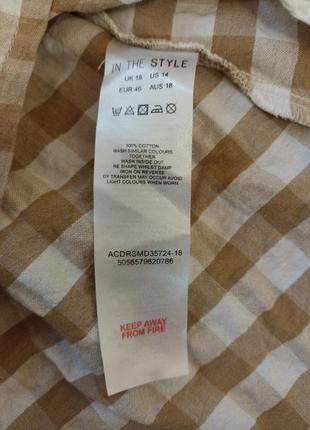 IN THE STYLE
UK 18 US 14
EUR 46 AUS 18
100% COTTON
WASH SIMILAR COLOURS
TOGETHER
WASH INSIDE OUT
RE SHAPE WHILST DAMP
IRON ON REVERSE
DYE TRANSFER MAY OCCUR AVOID
LIGHT COLOURS WHEN WORN
ACDRSMD35724-18
5056579620786
KEEP AWAY
FROM FIRE